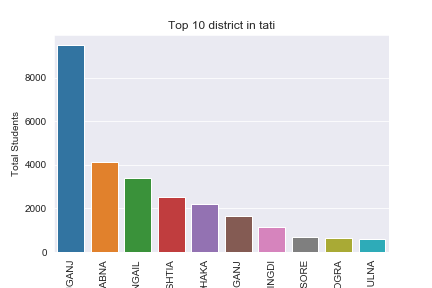 Top 10 district in tati
Total Students
8000
6000
4000
2000
0
GANJ
ABNA
NGAIL
SHTIA
HAKA
GANJ
INGDI
SORE
OGRA
ULNA